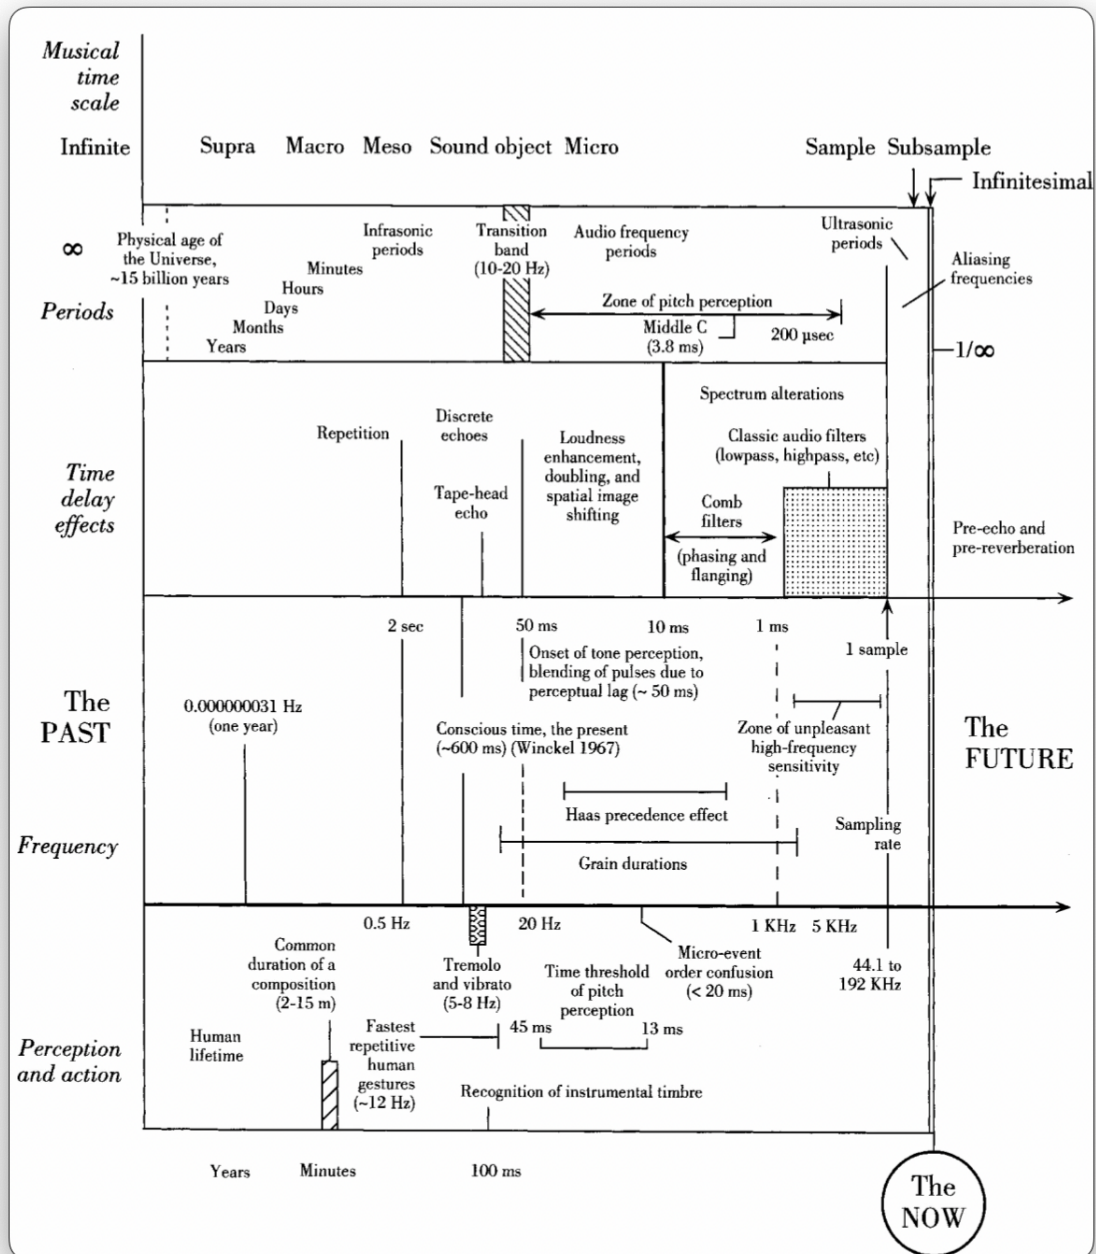 Musical
time
scale
Infinite Supra Macro Meso Sound object Micro Sample Subsample
Infinitesimal
∞
Physical age of
the Universe,
~15 billion years
Infrasonic
periods
Transition
band
(10-20 Hz)
Audio frequency
periods
Ultrasonic
periods
Aliasing
frequencies
Minutes
Hours
Days
Months
Years
Periods
Zone of pitch perception
Middle C
(3.8 ms)
200 μsec
1/∞
Time
delay
effects
Repetition
Discrete
echoes
Tape-head
echo
Loudness
enhancement,
doubling, and
spatial image
shifting
Spectrum alterations
Classic audio filters
(lowpass, highpass, etc)
Comb
filters
(phasing and
flanging)
Pre-echo and
pre-reverberation
2 sec 50 ms 10 ms 1 ms
1 sample
Onset of tone perception,
blending of pulses due to
perceptual lag (~ 50 ms)
The
PAST
0.000000031 Hz
(one year)
Conscious time, the present
(~600 ms) (Winckel 1967)
Zone of unpleasant
high-frequency
sensitivity
The
FUTURE
Haas precedence effect
Sampling
rate
Frequency
Grain durations
0.5 Hz 20 Hz 1 KHz 5 KHz
44.1 to
192 KHz
Common
duration of a
composition
(2-15 m)
Tremolo
and vibrato
(5-8 Hz)
Time threshold
of pitch
perception
45 ms 13 ms
Micro-event
order confusion
(< 20 ms)
Human
lifetime
Fastest
repetitive
human
gestures
(~12 Hz)
Perception
and action
Recognition of instrumental timbre
Years Minutes 100 ms
The
NOW